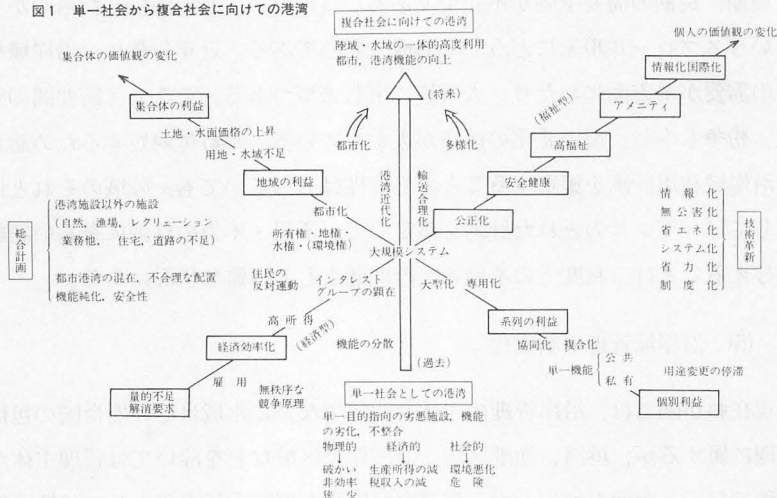 図1 単一社会から複合社会に向けての港湾
複合社会に向けての港湾
陸域・水域の一体的高度利用
都市，港湾機能の向上
(将来)
集合体の価値観の変化
個人の価値観の変化
情報化国際化
アメニティ
(福祉型)
高福祉
安全健康
公正化
集合体の利益
土地・水面価格の上昇
用地・水域不足
地域の利益
都市化
多様化
港湾近代化
輸送合理化
都市化
所有権・地権・
水権・(環境権)
大規模システム
総合計画
港湾施設以外の施設
(自然、漁場、レクリェーション
業務他，住宅、道路の不足)
都市港湾の混在、不合理な配置
機能純化，安全性
情報化
無公害化
省エネ化
システム化
省力化
制度化
技術革新
住民の
反対運動
インタレスト
グループの顕在
大型化 専用化
高所得
(経済型)
経済効率化
機能の分散
系列の利益
協同化 複合化
単一機能
公共
私有
用途変更の停滞
個別利益
雇用
無秩序な
競争原理
量的不足
解消要求
(過去)
単一社会としての港湾
単一目的指向の劣悪施設，機能
の劣化，不整合
物理的 経済的 社会的
↓ ↓ ↓
破かい 生産所得の減 環境悪化
非効率 税収入の減 危険